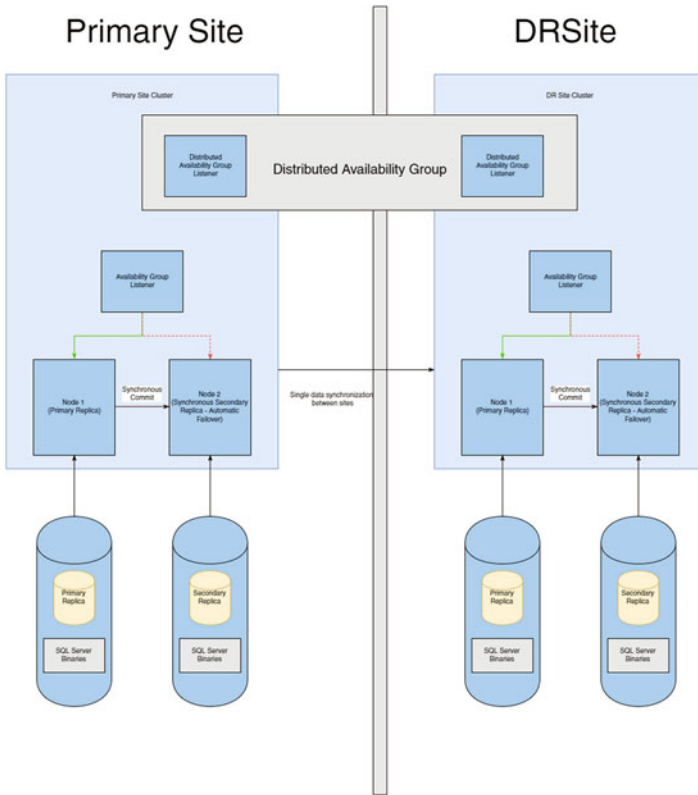 Primary Site
DRSite
Primary Site Cluster
DR Site Cluster
Distributed
Availability Group
Listener
Distributed Availability Group
Distributed
Availability Group
Listener
Availability Group
Listener
Availability Group
Listener
Node 1
(Primary Replica)
Synchronous
Commit
Node 2
(Synchronous Secondary
Replica - Automatic
Failover)
Single data synchronization
between sites
Node 1
(Primary Replica)
Synchronous
Commit
Node 2
(Synchronous Secondary
Replica - Automatic
Failover)
Primary
Replica
Secondary
Replica
Primary
Replica
Secondary
Replica
SQL Server
Binaries
SQL Server
Binaries
SQL Server
Binaries
SQL Server
Binaries